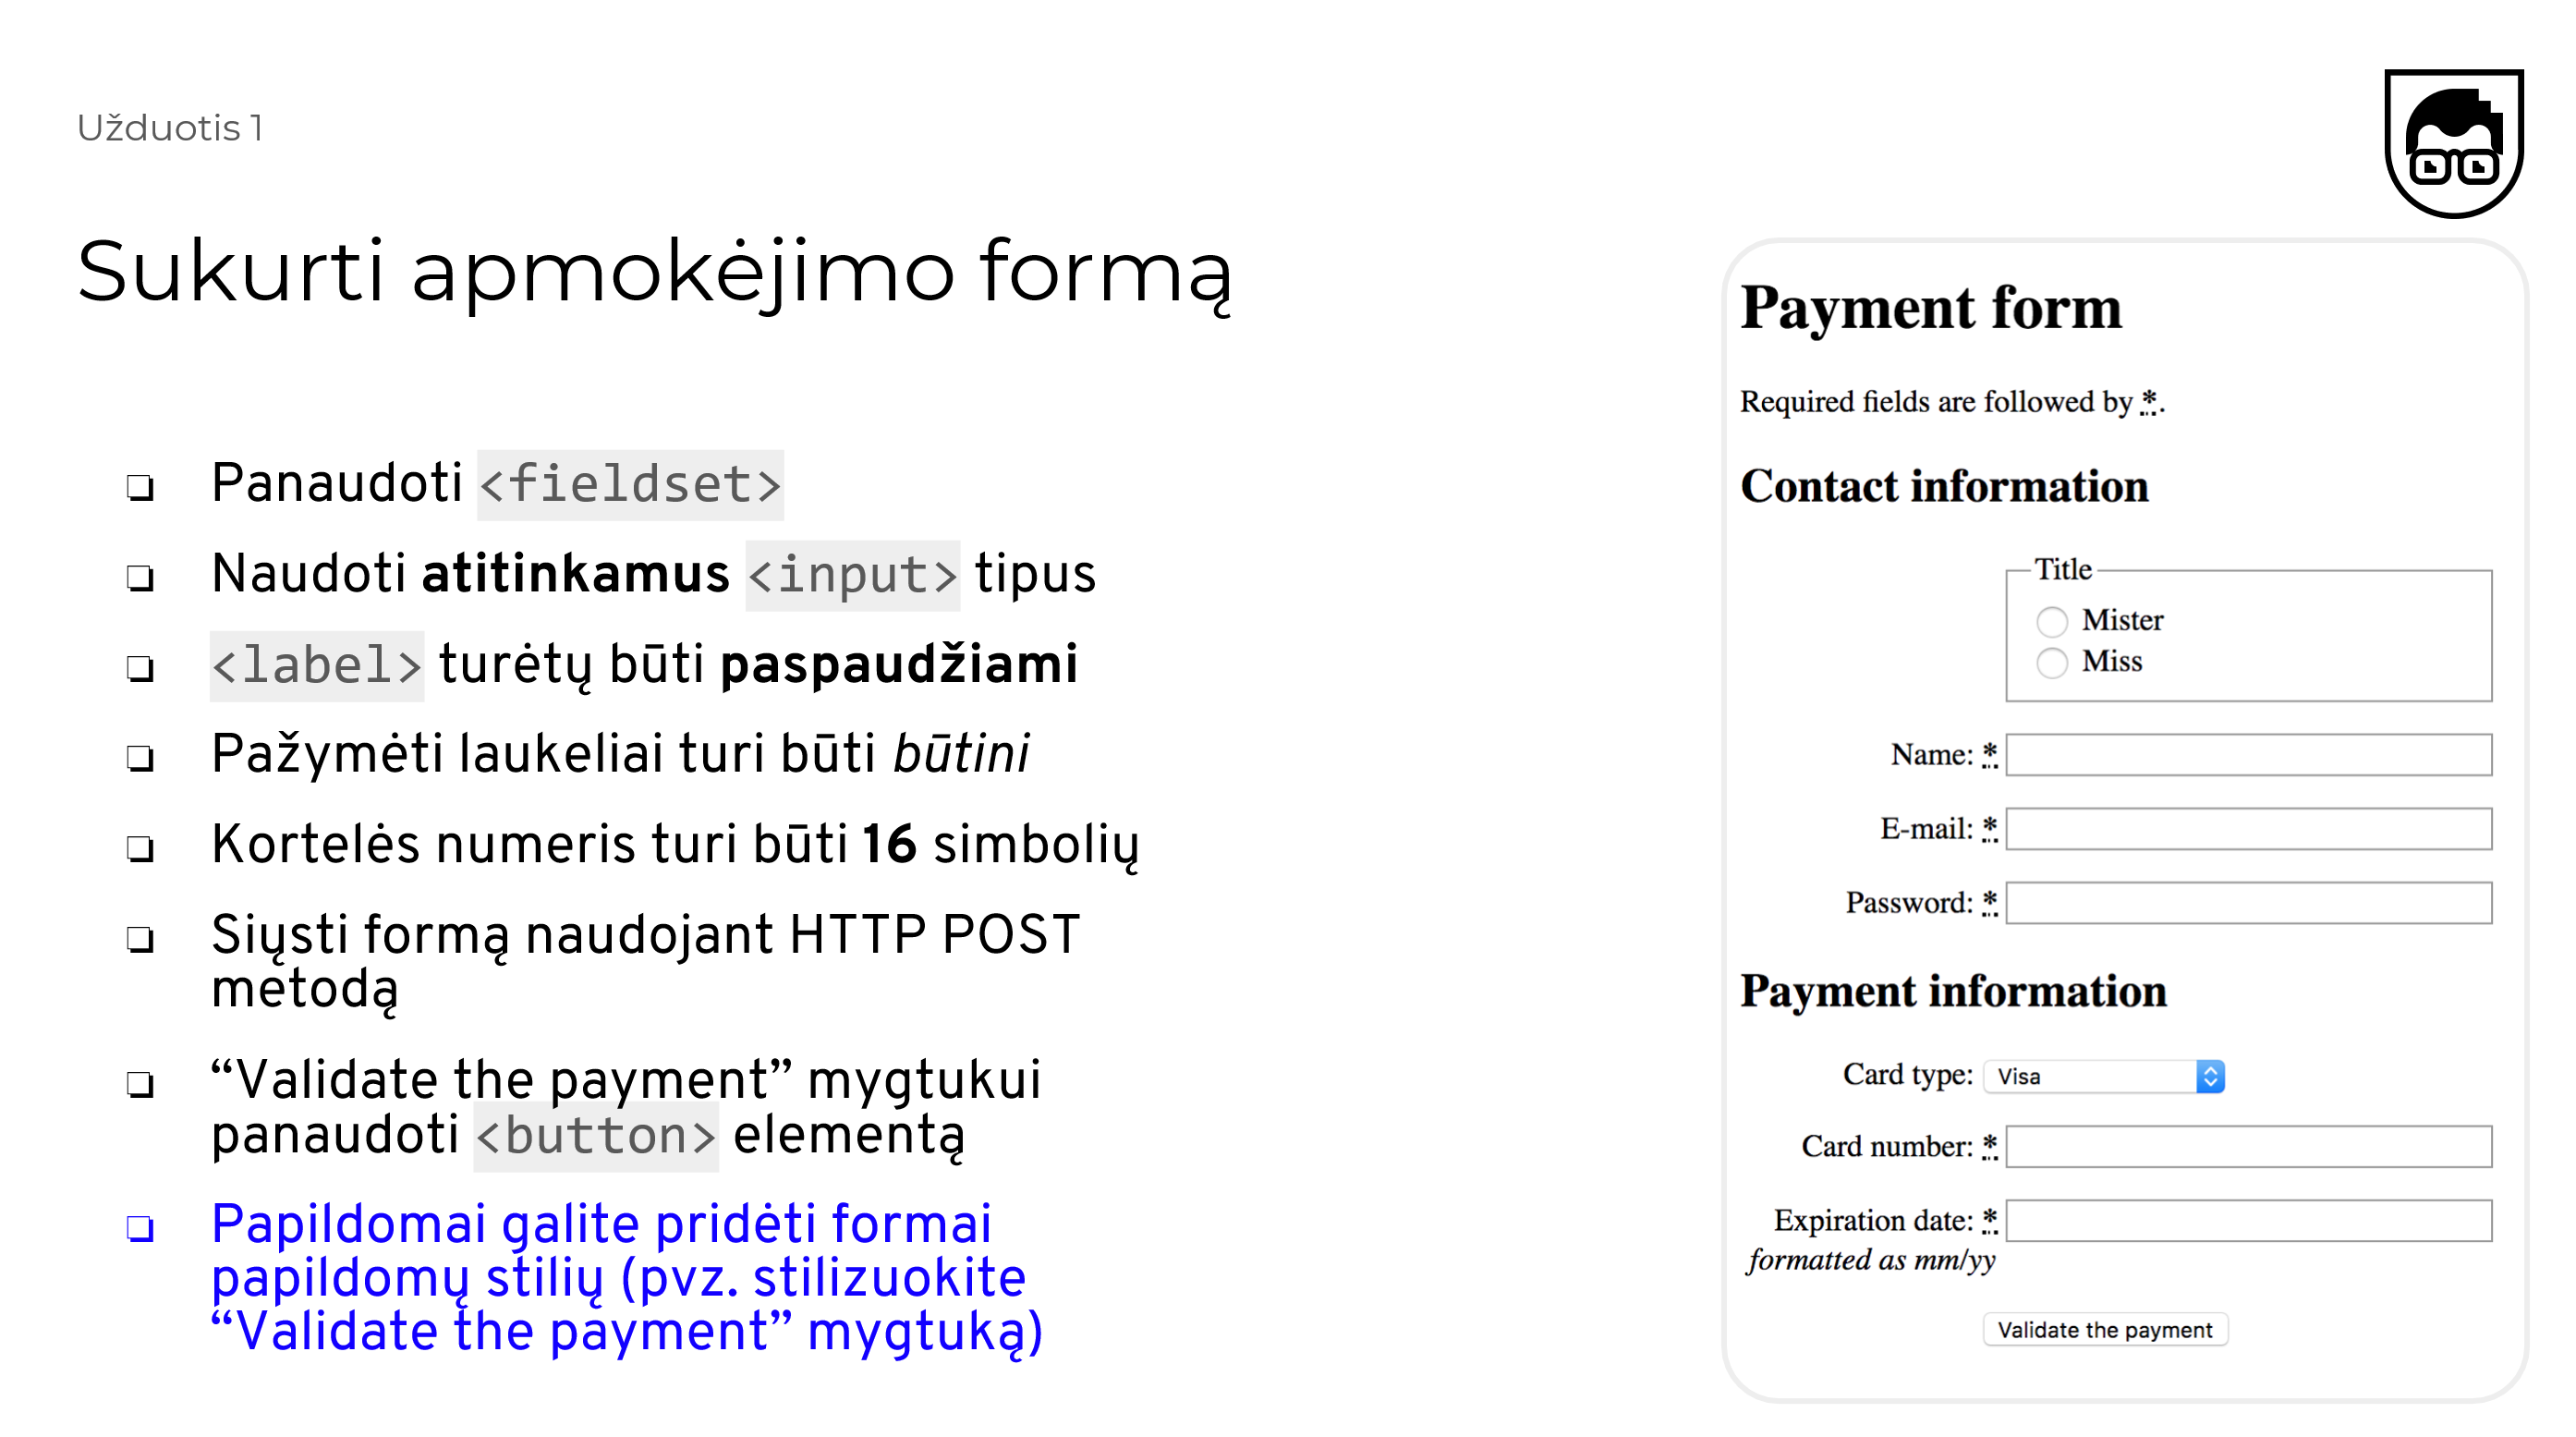 Užduotis 1
Sukurti apmokėjimo formą
❏ Panaudoti <fieldset>
❏ Naudoti atitinkamus <input> tipus
❏ <label> turėtų būti paspaudžiami
❏ Pažymėti laukeliai turi būti būtini
❏ Kortelės numeris turi būti 16 simbolių
❏ Siųsti formą naudojant HTTP POST
metodą
❏ “Validate the payment” mygtukui
panaudoti <button> elementą
❏ Papildomai galite pridėti formai
papildomų stilių (pvz. stilizuokite
“Validate the payment” mygtuką)
Payment form
Required fields are followed by *.
Contact information
Title
Mister
Miss
Name: *
E-mail: *
Password: *
Payment information
Card type: Visa
Card number: *
Expiration date: *
formatted as mm/yy
Validate the payment